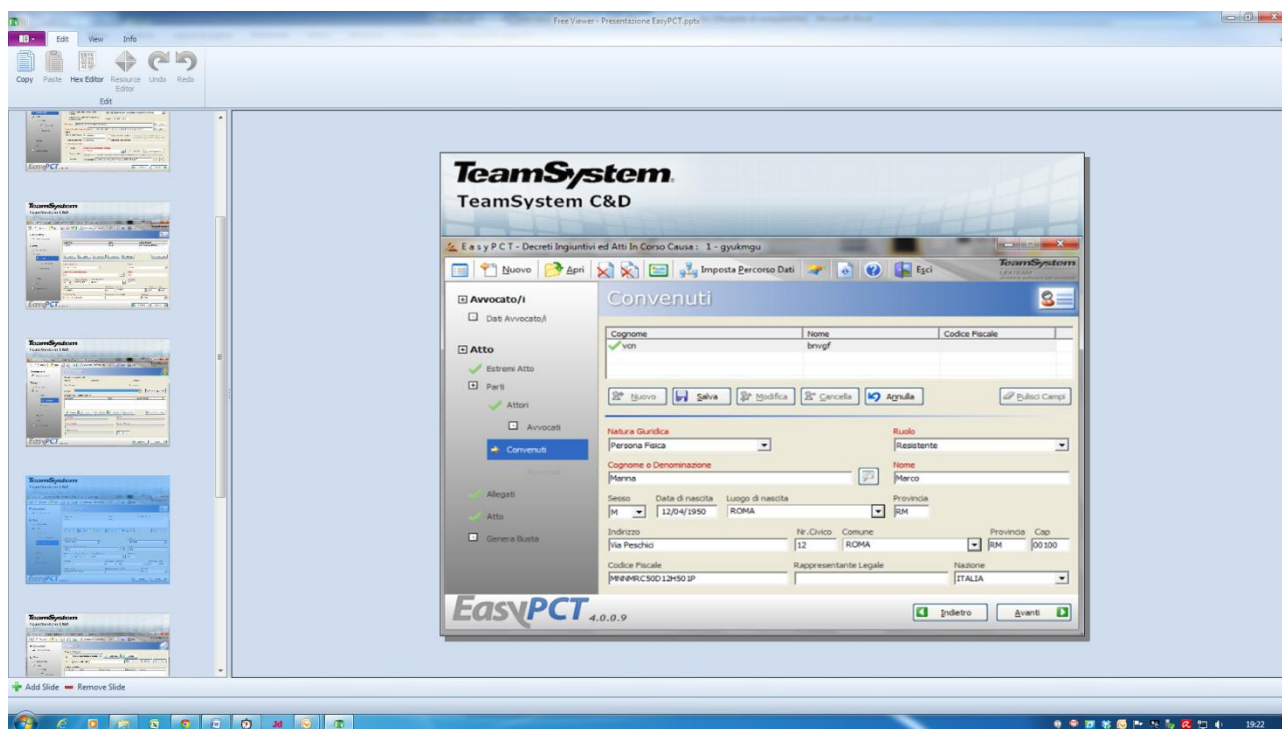 Free Viewer - Presentazione EasyPCT.pptx
Edit View Info
Copy Paste Hex Editor Resource Editor Undo Redo
Edit
TeamSystem
TeamSystem C&D
EasyPCT - Decreti Ingiuntivi ed Atti In Corso Causa : 1 - gyukmgu
Nuovo Apri Imposta Percorso Dati Esci
TeamSystem
Avvocato/i
Dati Avvocato/i
Atto
Estremi Atto
Parti
Attori
Avvocati
Convenuti
Allegati
Atto
Genera Busta
Convenuti
Cognome Nome Codice Fiscale
vcn bnvgf
Nuovo Salva Modifica Cancella Annulla Pulisci Campi
Natura Giuridica Ruolo
Persona Fisica Resistente
Cognome o Denominazione Nome
Manna Marco
Sesso Data di nascita Luogo di nascita Provincia
M 12/04/1950 ROMA RM
Indirizzo Nr.Civico Comune Provincia Cap
Via Peschici 12 ROMA RM 00100
Codice Fiscale Rappresentante Legale Nazione
MNNMRC50D12H501P ITALIA
EasyPCT 4.0.0.9
Indietro Avanti
Add Slide Remove Slide
19:22